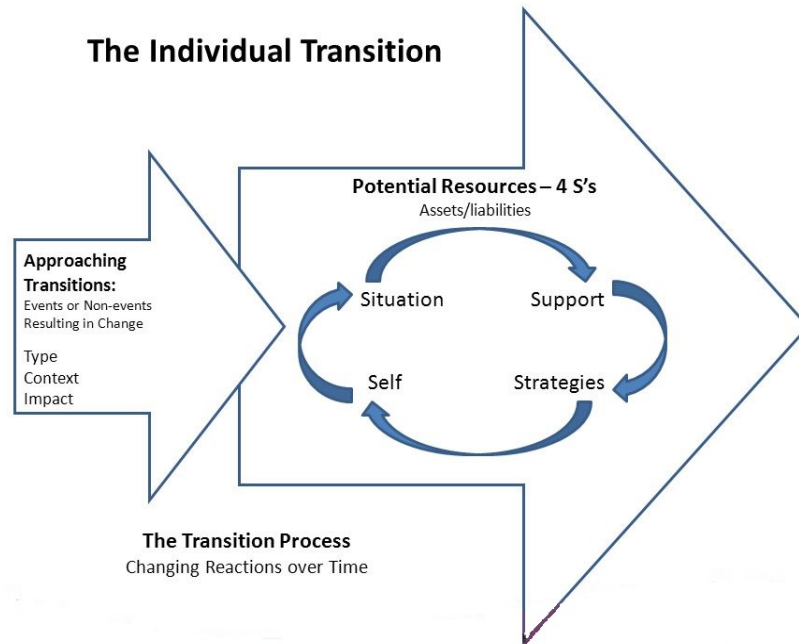 The Individual Transition
Potential Resources – 4 S's
Assets/liabilities
Approaching
Transitions:
Events or Non-events
Resulting in Change
Type
Context
Impact
Situation
Support
Self
Strategies
The Transition Process
Changing Reactions over Time